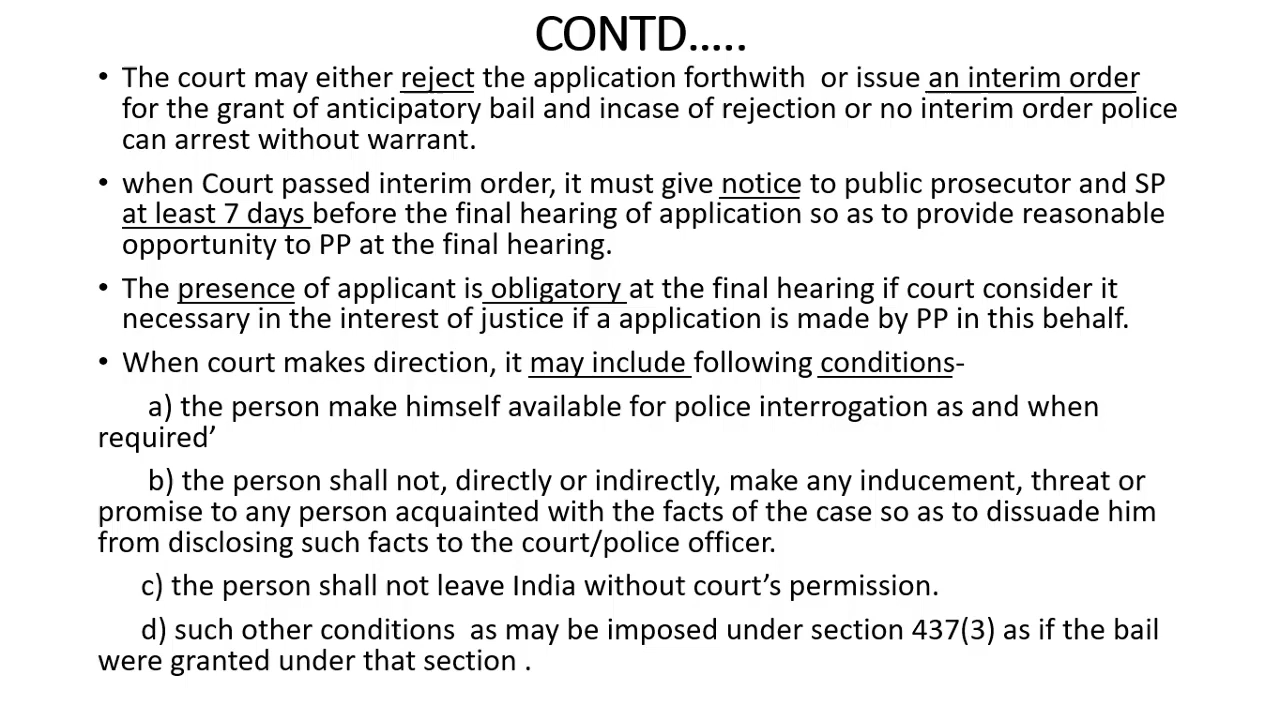 CONTD.....
• The court may either reject the application forthwith  or issue an interim order
for the grant of anticipatory bail and incase of rejection or no interim order police
can arrest without warrant.
• when Court passed interim order, it must give notice to public prosecutor and SP
at least 7 days before the final hearing of application so as to provide reasonable
opportunity to PP at the final hearing.
• The presence of applicant is obligatory at the final hearing if court consider it
necessary in the interest of justice if a application is made by PP in this behalf.
• When court makes direction, it may include following conditions-
a) the person make himself available for police interrogation as and when
required’
b) the person shall not, directly or indirectly, make any inducement, threat or
promise to any person acquainted with the facts of the case so as to dissuade him
from disclosing such facts to the court/police officer.
c) the person shall not leave India without court’s permission.
d) such other conditions  as may be imposed under section 437(3) as if the bail
were granted under that section .